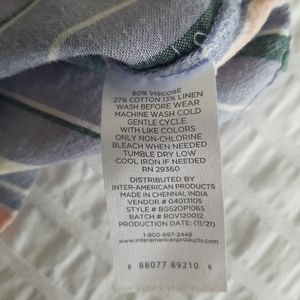 60% VISCOSE
27% COTTON 13% LINEN
WASH BEFORE WEAR
MACHINE WASH COLD
GENTLE CYCLE
WITH LIKE COLORS
ONLY NON-CHLORINE
BLEACH WHEN NEEDED
TUMBLE DRY LOW
COOL IRON IF NEEDED
RN 29360
DISTRIBUTED BY
INTER-AMERICAN PRODUCTS
MADE IN CHENNAI, INDIA
VENDOR # 04013105
STYLE # BGS2OP1065
BATCH # ROV120012
PRODUCTION DATE: (11/21)
1-800-697-2448
www.interamericanproducts.com
8 88077 89210 6